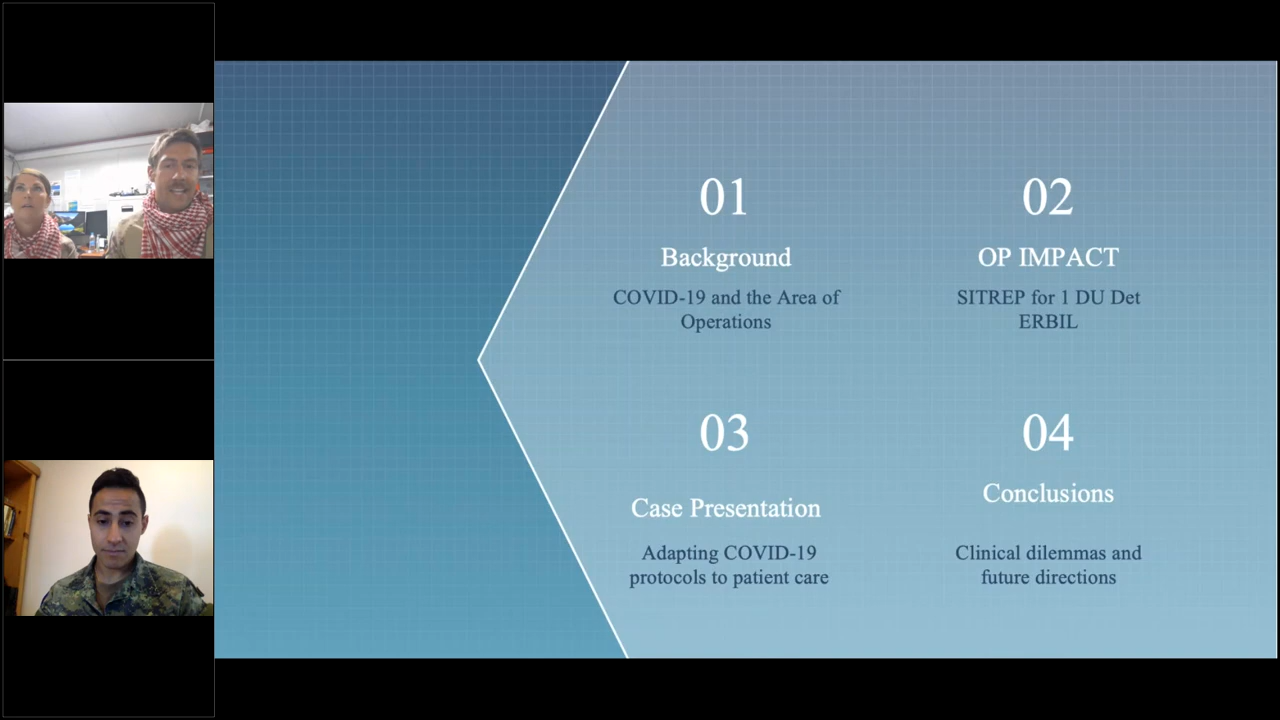 01
Background
COVID-19 and the Area of
Operations
02
OP IMPACT
SITREP for 1 DU Det
ERBIL
03
Case Presentation
Adapting COVID-19
protocols to patient care
04
Conclusions
Clinical dilemmas and
future directions